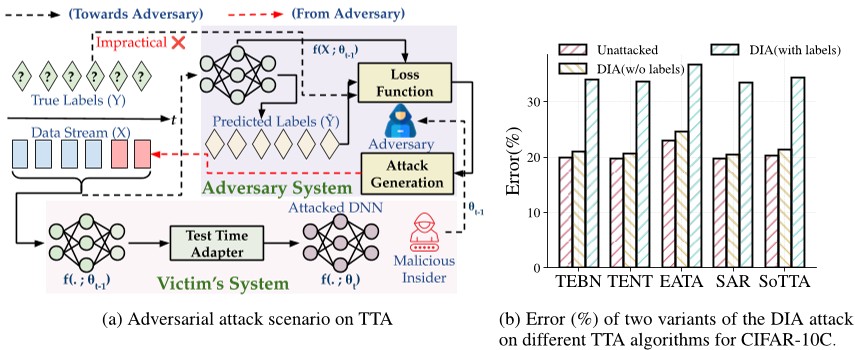 (Towards Adversary)
(From Adversary)
Impractical
f(X ; θt-1)
? ? ? ? ? ?
True Labels (Y)
Loss
Function
t
Data Stream (X)
Predicted Labels (Ỹ)
Adversary
Attack
Generation
Adversary System
Attacked DNN
θt-1
Test Time
Adapter
Malicious
Insider
f(. ; θt-1)
Victim's System
f(. ; θt)
(a) Adversarial attack scenario on TTA
Unattacked
DIA(w/o labels)
DIA(with labels)
Error(%)
30
20
10
0
TEBN TENT EATA SAR SoTTA
(b) Error (%) of two variants of the DIA attack
on different TTA algorithms for CIFAR-10C.